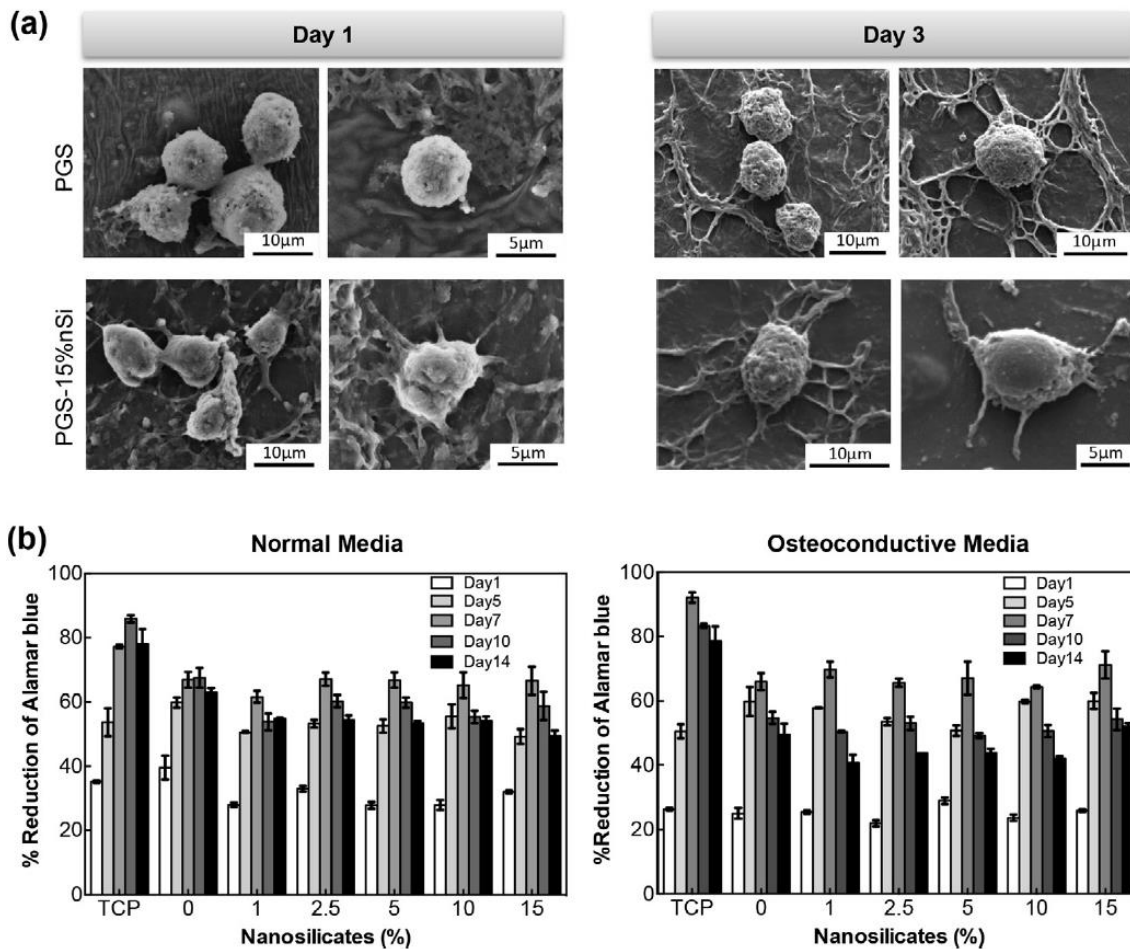 (a)
Day 1
Day 3
PGS
10µm
5µm
10µm
10µm
PGS-15%nSi
10µm
5µm
10µm
5µm
(b)
Normal Media
% Reduction of Alamar blue
100
80
60
40
20
0
Day1
Day5
Day7
Day10
Day14
TCP 0 1 2.5 5 10 15
Nanosilicates (%)
Osteoconductive Media
%Reduction of Alamar blue
100
80
60
40
20
0
Day1
Day5
Day7
Day10
Day14
TCP 0 1 2.5 5 10 15
Nanosilicates (%)